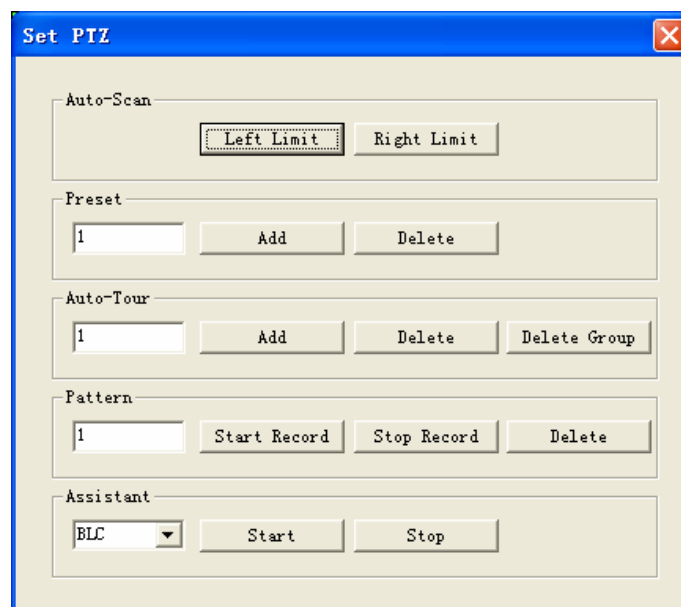 Set PTZ
Auto-Scan
Left Limit Right Limit
Preset
1 Add Delete
Auto-Tour
1 Add Delete Delete Group
Pattern
1 Start Record Stop Record Delete
Assistant
BLC Start Stop